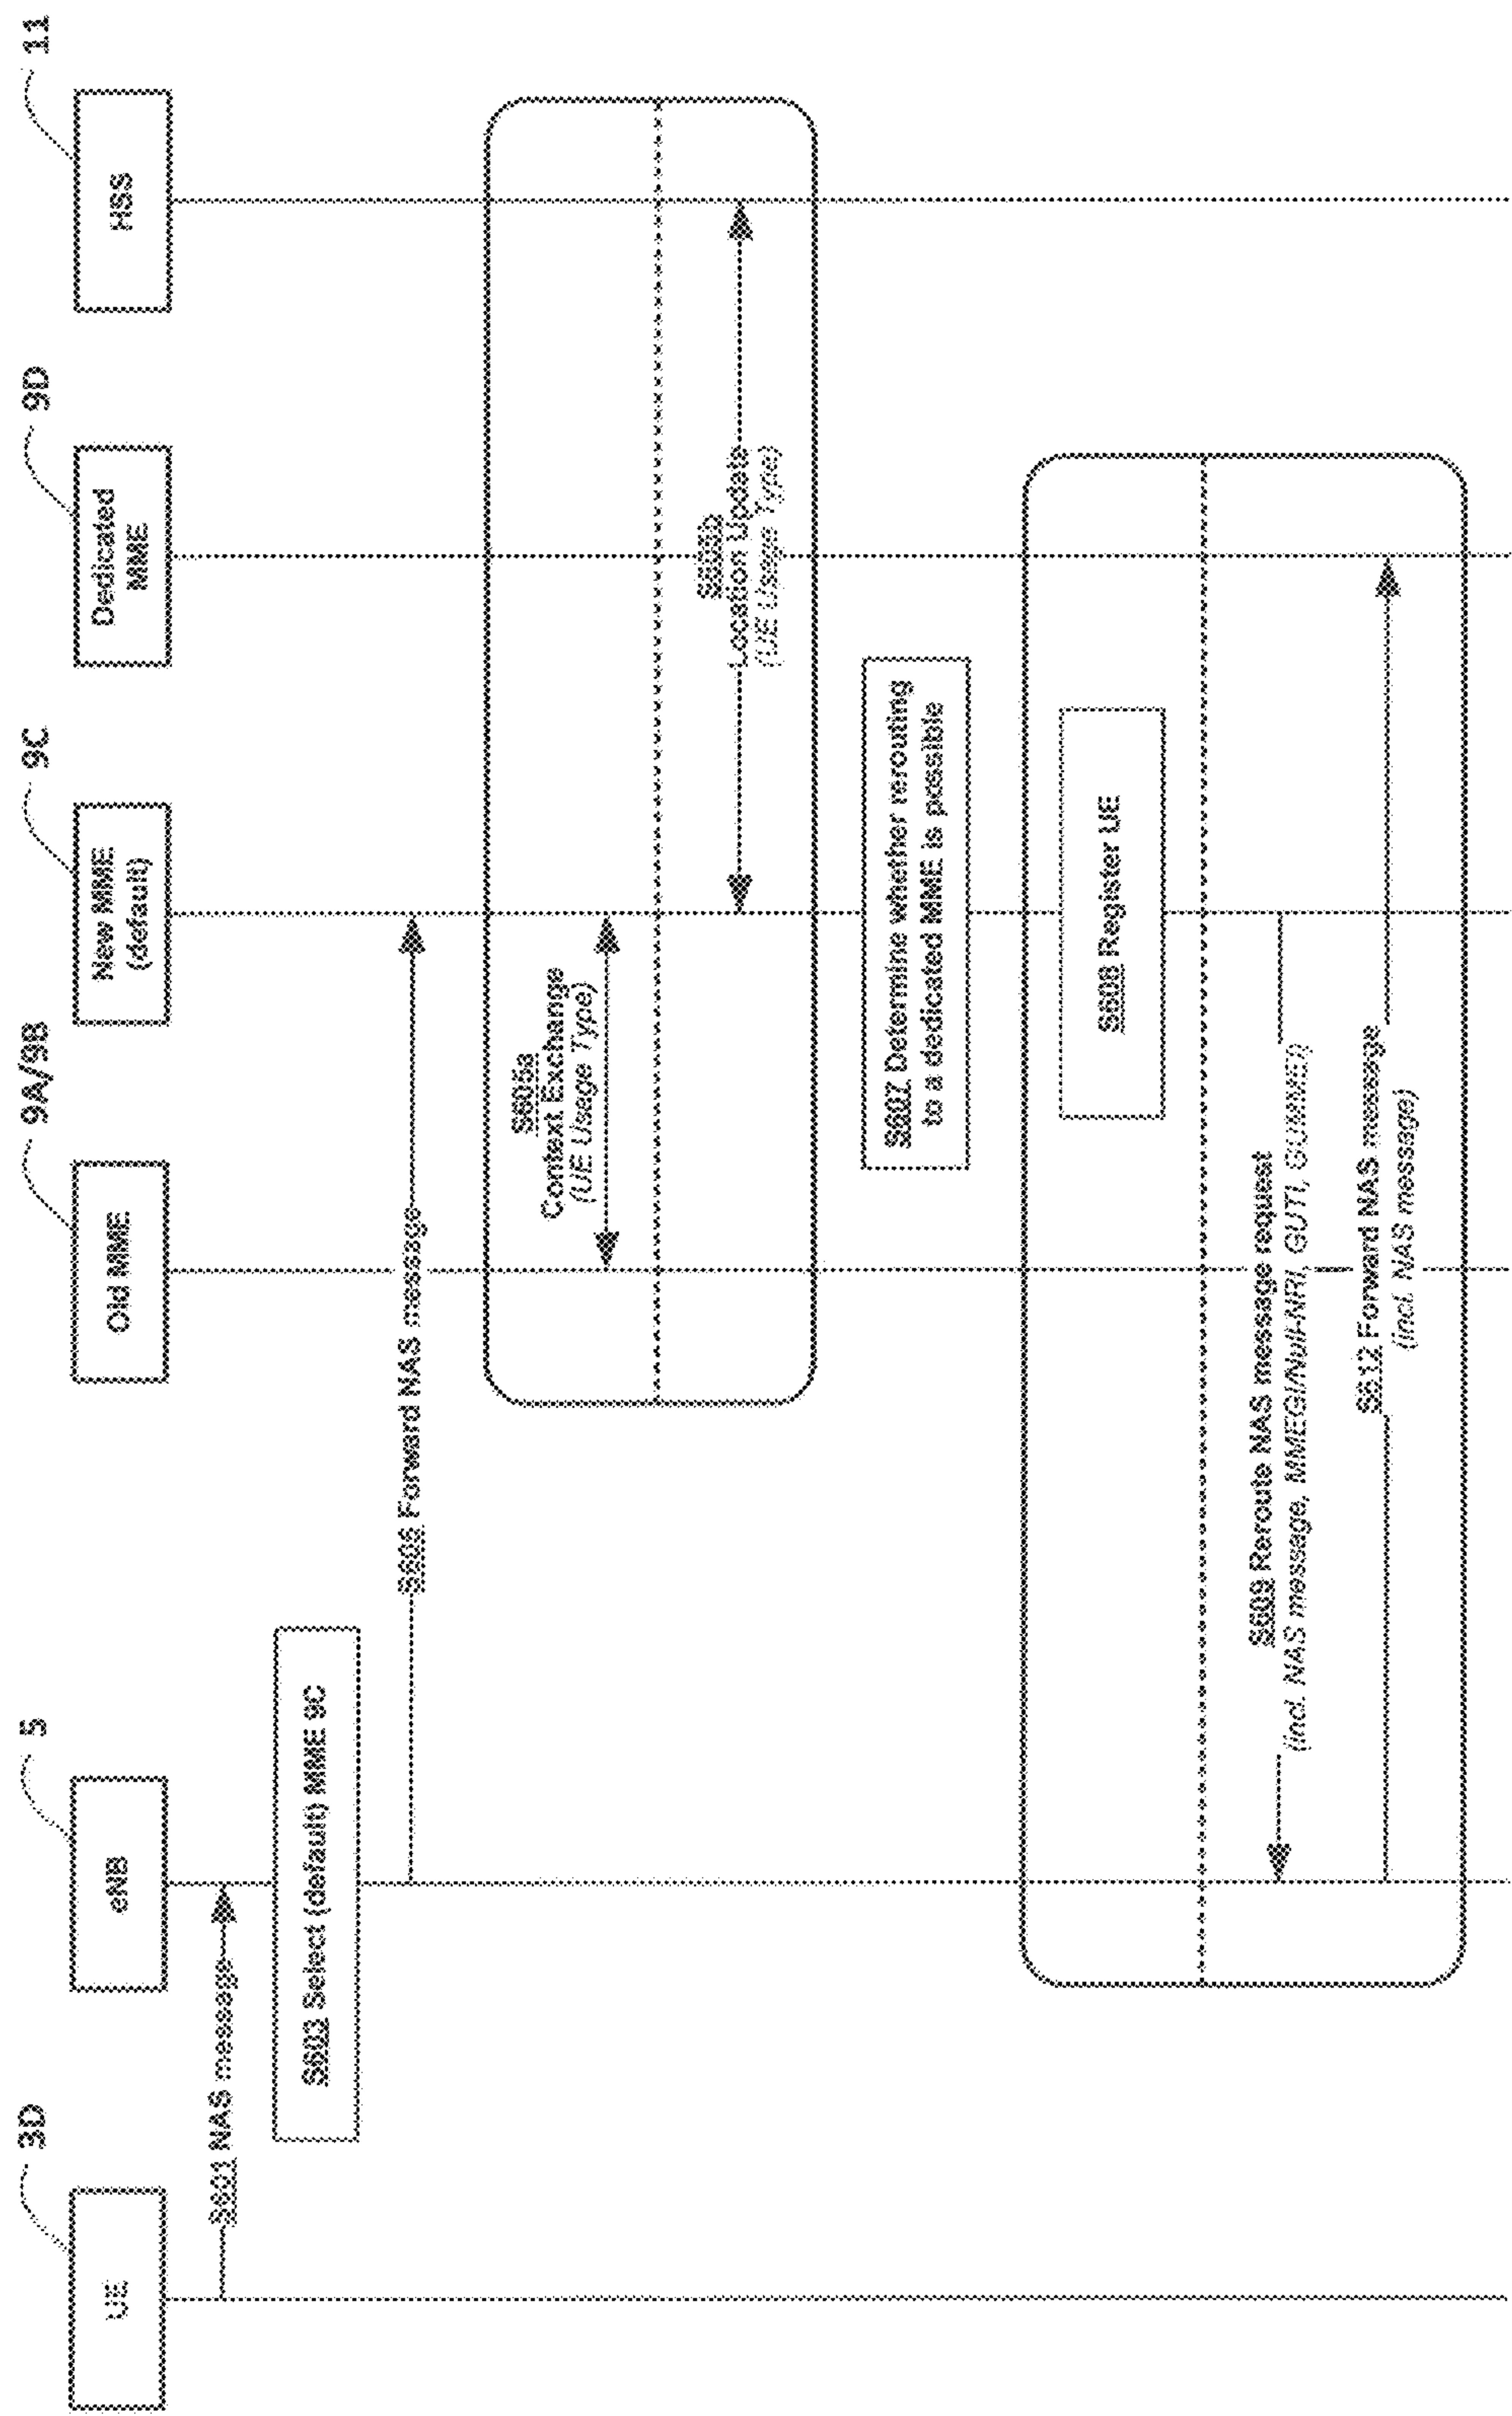 3D
5
9A/9B
9C
9D
11
UE
eNB
Old MME
New MME
(default)
Dedicated
MME
HSS
S601 NAS message
S603 Select (default) MME 9C
Forward NAS message
S605a
Context Exchange
(UE Usage Type)
S605b
Location Update
(UE Usage Type)
S607 Determine whether rerouting
to a dedicated MME is possible
S608 Register UE
S609 Reroute NAS message request
(incl. NAS message, MMEGI/Null-NRI, GUTI, GUMMEI)
S612 Forward NAS message
(incl. NAS message)